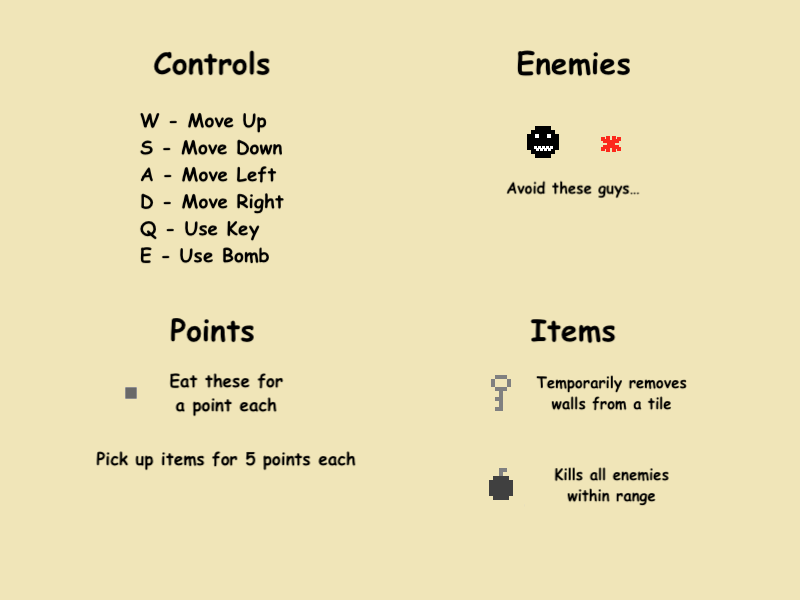 Controls
W - Move Up
S - Move Down
A - Move Left
D - Move Right
Q - Use Key
E - Use Bomb
Enemies
Avoid these guys...
Points
Eat these for
a point each
Pick up items for 5 points each
Items
Temporarily removes
walls from a tile
Kills all enemies
within range